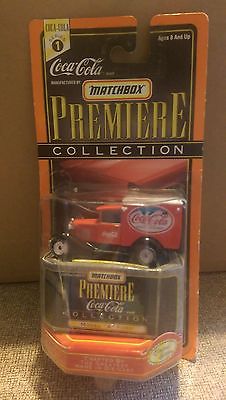 COCA-COLA
SERIES
1
Coca-Cola
Ages 8 And Up
MANUFACTURED BY
MATCHBOX
PREMIERE
COLLECTION
Coca-Cola
MATCHBOX
PREMIERE
Coca-Cola
COLLECTION